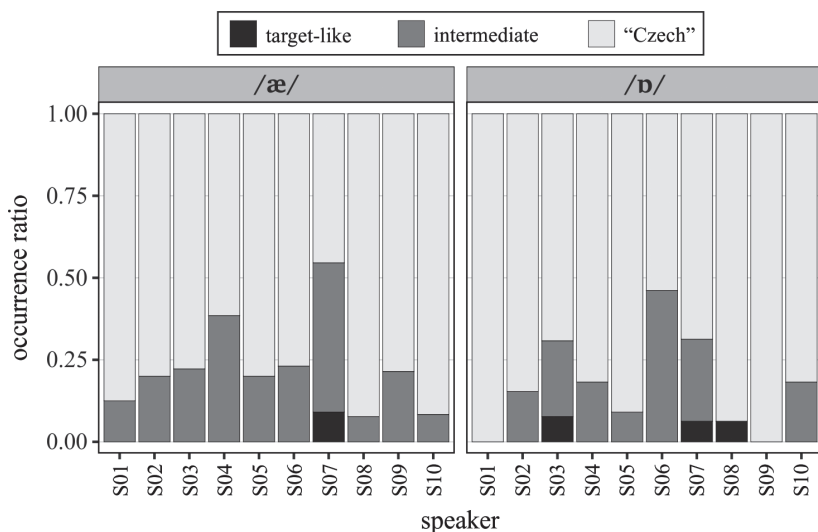 target-like intermediate “Czech”
/æ/ /ɒ/
occurrence ratio
1.00
0.75
0.50
0.25
0.00
S01 S02 S03 S04 S05 S06 S07 S08 S09 S10 S01 S02 S03 S04 S05 S06 S07 S08 S09 S10
speaker